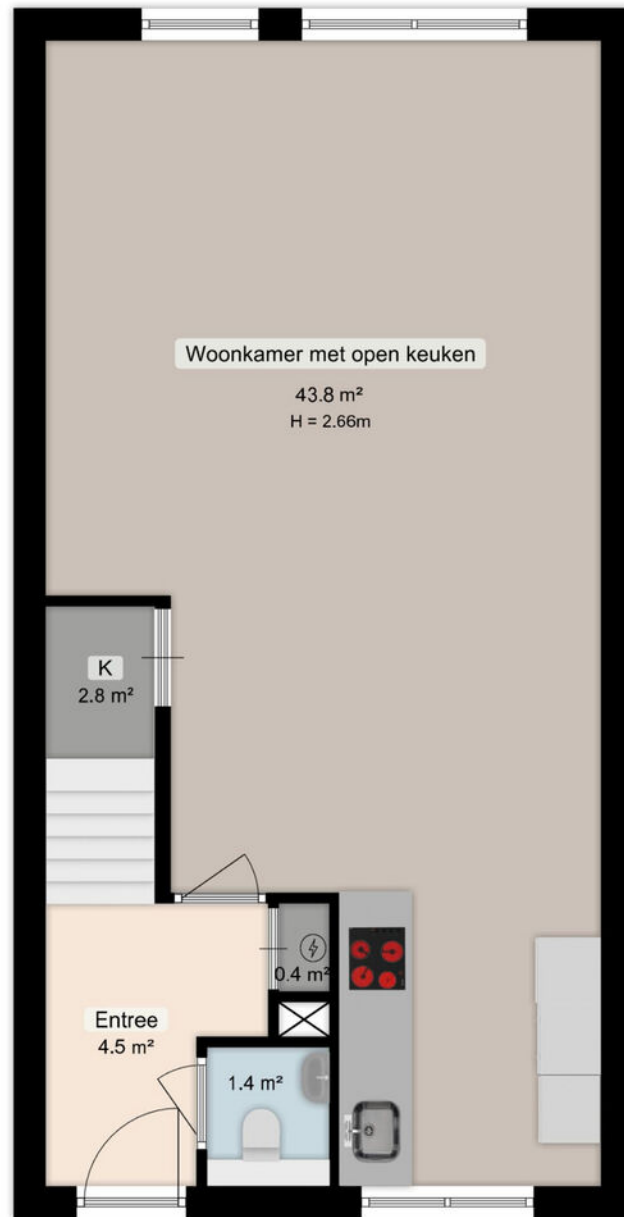 Woonkamer met open keuken
43.8 m²
H = 2.66m
K
2.8 m²
0.4 m²
Entree
4.5 m²
1.4 m²